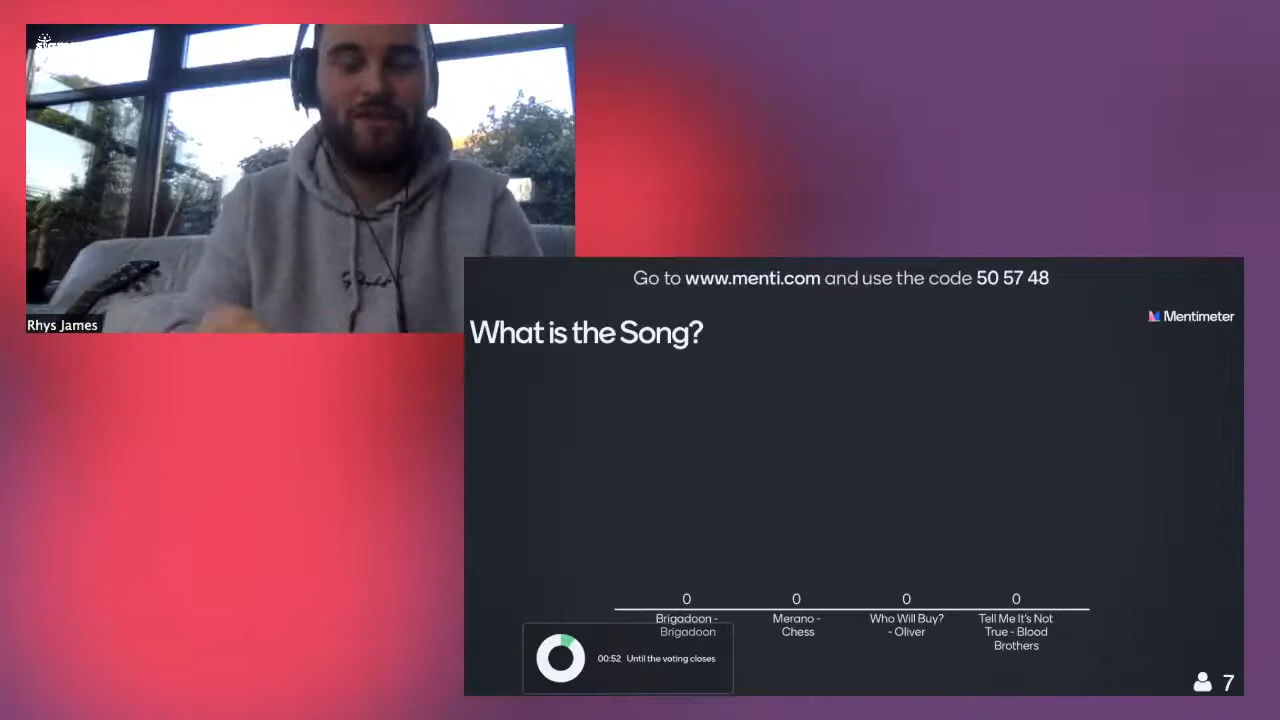 Rhys James
Go to www.menti.com and use the code 50 57 48
Mentimeter
What is the Song?
0 0 0 0
Brigadoon -
Brigadoon
Merano -
Chess
Who Will Buy?
- Oliver
Tell Me It's Not
True - Blood
Brothers
00:52 Until the voting closes
7